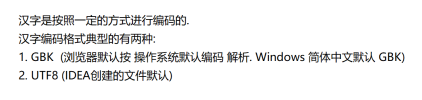 汉字是按照一定的方式进行编码的.
汉字编码格式典型的有两种:
1. GBK  (浏览器默认按 操作系统默认编码 解析. Windows 简体中文默认 GBK)
2. UTF8 (IDEA创建的文件默认)